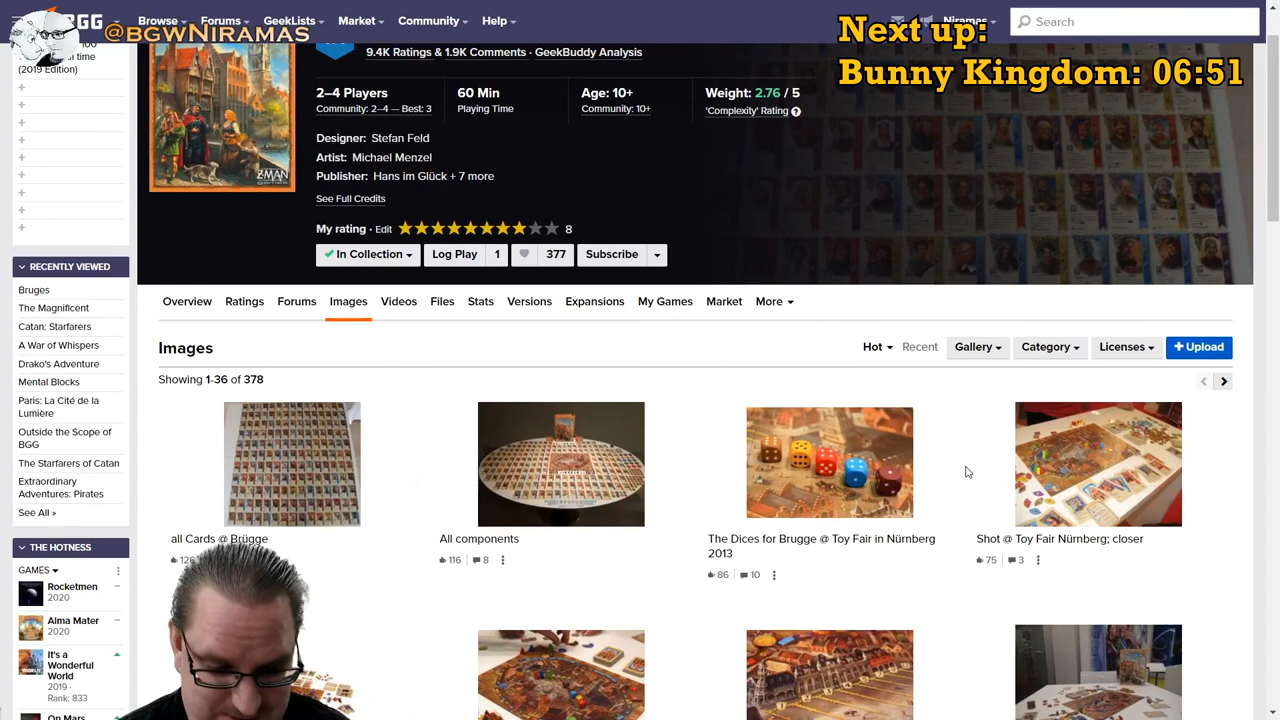 BGG
Browse
Forums
GeekLists
Market
Community
Help
Niramas
Search
@BGWNIRAMAS
Next up:
Bunny Kingdom: 06:51
(2019 Edition)
9.4K Ratings & 1.9K Comments · GeekBuddy Analysis
2–4 Players
Community: 2–4 — Best: 3
60 Min
Playing Time
Age: 10+
Community: 10+
Weight: 2.76 / 5
'Complexity' Rating
Designer: Stefan Feld
Artist: Michael Menzel
Publisher: Hans im Glück + 7 more
See Full Credits
My rating · Edit 8
In Collection
Log Play 1
377
Subscribe
Z-MAN
RECENTLY VIEWED
Bruges
The Magnificent
Catan: Starfarers
A War of Whispers
Drako's Adventure
Mental Blocks
Paris: La Cité de la
Lumière
Outside the Scope of
BGG
The Starfarers of Catan
Extraordinary
Adventures: Pirates
See All »
THE HOTNESS
GAMES
Rocketmen
2020
Alma Mater
2020
It's a
Wonderful
World
2019 ·
Rank: 833
On Mars
Overview
Ratings
Forums
Images
Videos
Files
Stats
Versions
Expansions
My Games
Market
More
Images
Hot
Recent
Gallery
Category
Licenses
+ Upload
Showing 1-36 of 378
all Cards @ Brügge
126
All components
116 8
The Dices for Brugge @ Toy Fair in Nürnberg
2013
86 10
Shot @ Toy Fair Nürnberg; closer
75 3